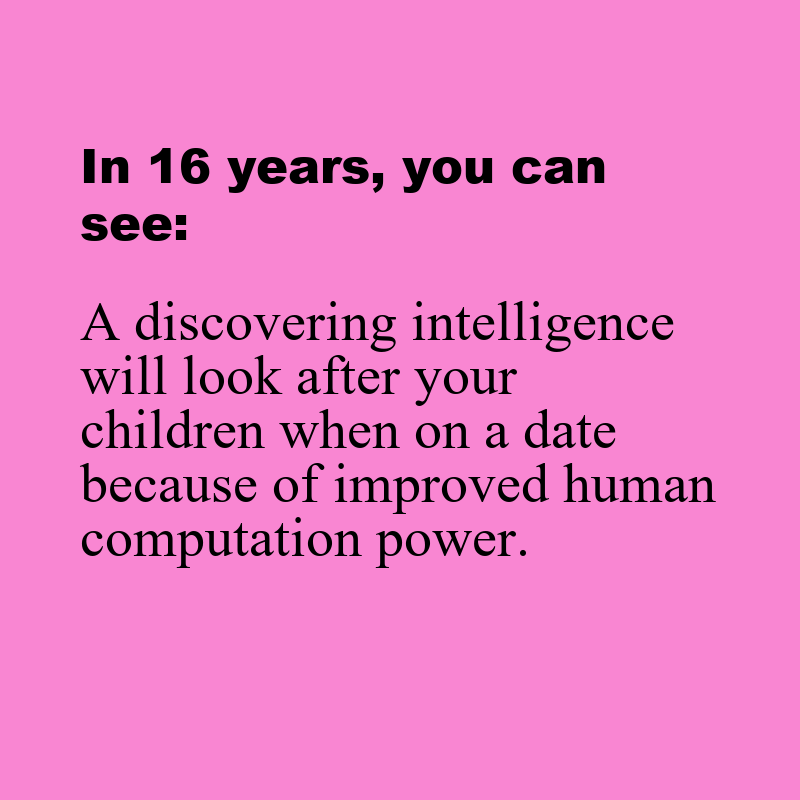 In 16 years, you can
see:
A discovering intelligence
will look after your
children when on a date
because of improved human
computation power.